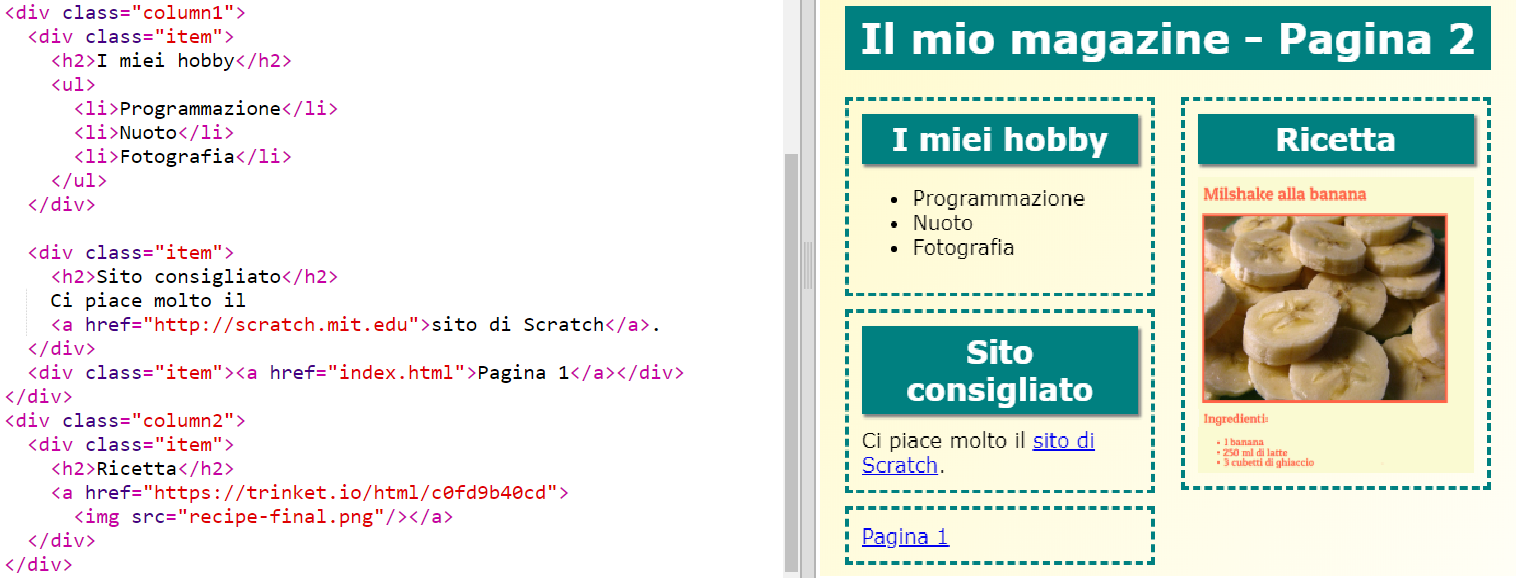 <div class="column1">
<div class="item">
<h2>I miei hobby</h2>
<ul>
<li>Programmazione</li>
<li>Nuoto</li>
<li>Fotografia</li>
</ul>
</div>
<div class="item">
<h2>Sito consigliato</h2>
Ci piace molto il
<a href="http://scratch.mit.edu">sito di Scratch</a>.
</div>
<div class="item"><a href="index.html">Pagina 1</a></div>
</div>
<div class="column2">
<div class="item">
<h2>Ricetta</h2>
<a href="https://trinket.io/html/c0fd9b40cd">
<img src="recipe-final.png"/></a>
</div>
</div>
Il mio magazine - Pagina 2
I miei hobby
• Programmazione
• Nuoto
• Fotografia
Sito
consigliato
Ci piace molto il sito di
Scratch.
Pagina 1
Ricetta
Milshake alla banana
Ingredienti:
• 1 banana
• 250 ml di latte
• 3 cubetti di ghiaccio